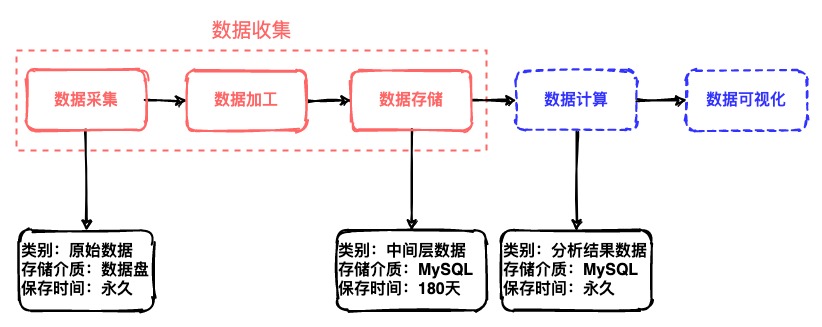 数据收集
数据采集
数据加工
数据存储
数据计算
数据可视化
类别：原始数据
存储介质：数据盘
保存时间：永久
类别：中间层数据
存储介质：MySQL
保存时间：180天
类别：分析结果数据
存储介质：MySQL
保存时间：永久